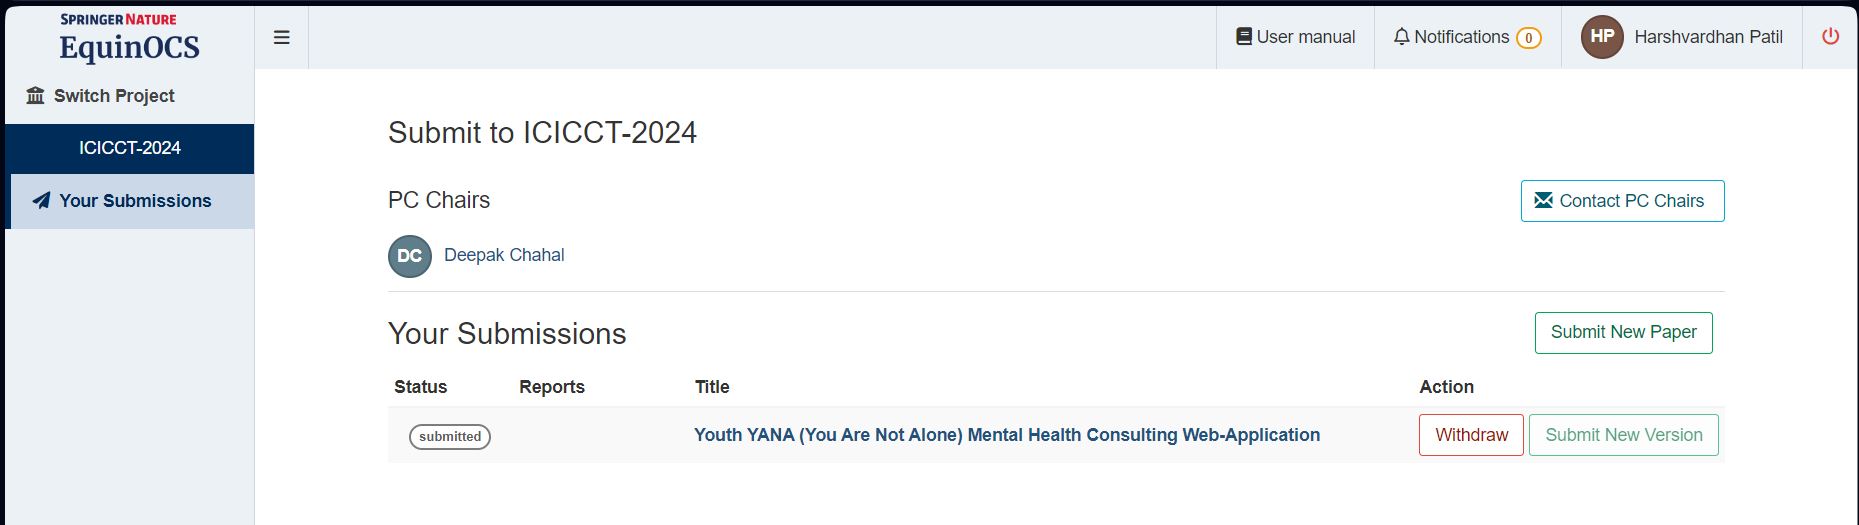 SPRINGER NATURE
EquinOCS
User manual
Notifications 0
HP Harshvardhan Patil
Switch Project
ICICCT-2024
Your Submissions
Submit to ICICCT-2024
PC Chairs
Contact PC Chairs
DC Deepak Chahal
Your Submissions
Submit New Paper
Status Reports Title Action
submitted Youth YANA (You Are Not Alone) Mental Health Consulting Web-Application Withdraw Submit New Version